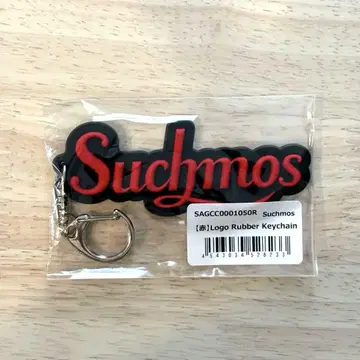 Suchmos
SAGCC0001050R Suchmos
【赤】Logo Rubber Keychain